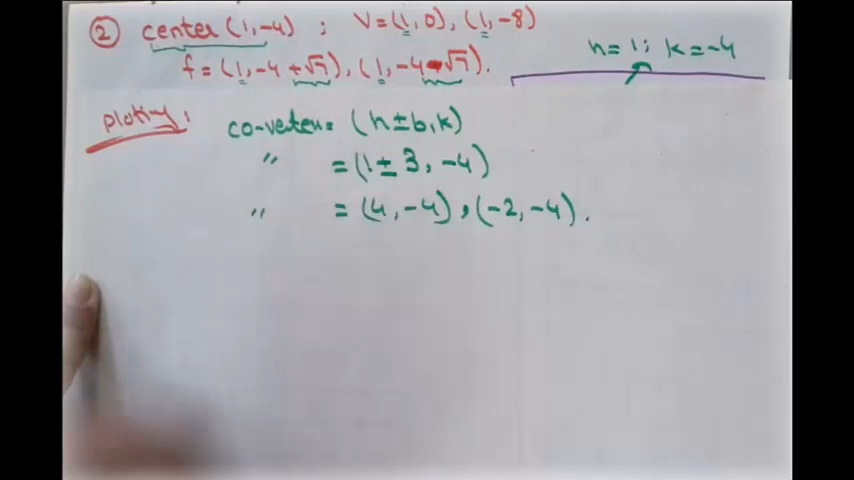 ② center (1,-4) ; V=(1,0), (1,-8)
f = (1,-4+√7), (1,-4-√7).
h=1; k=-4
ploting:
co-vertex= (h±b,k)
" =(1±3,-4)
" = (4,-4),(-2,-4).